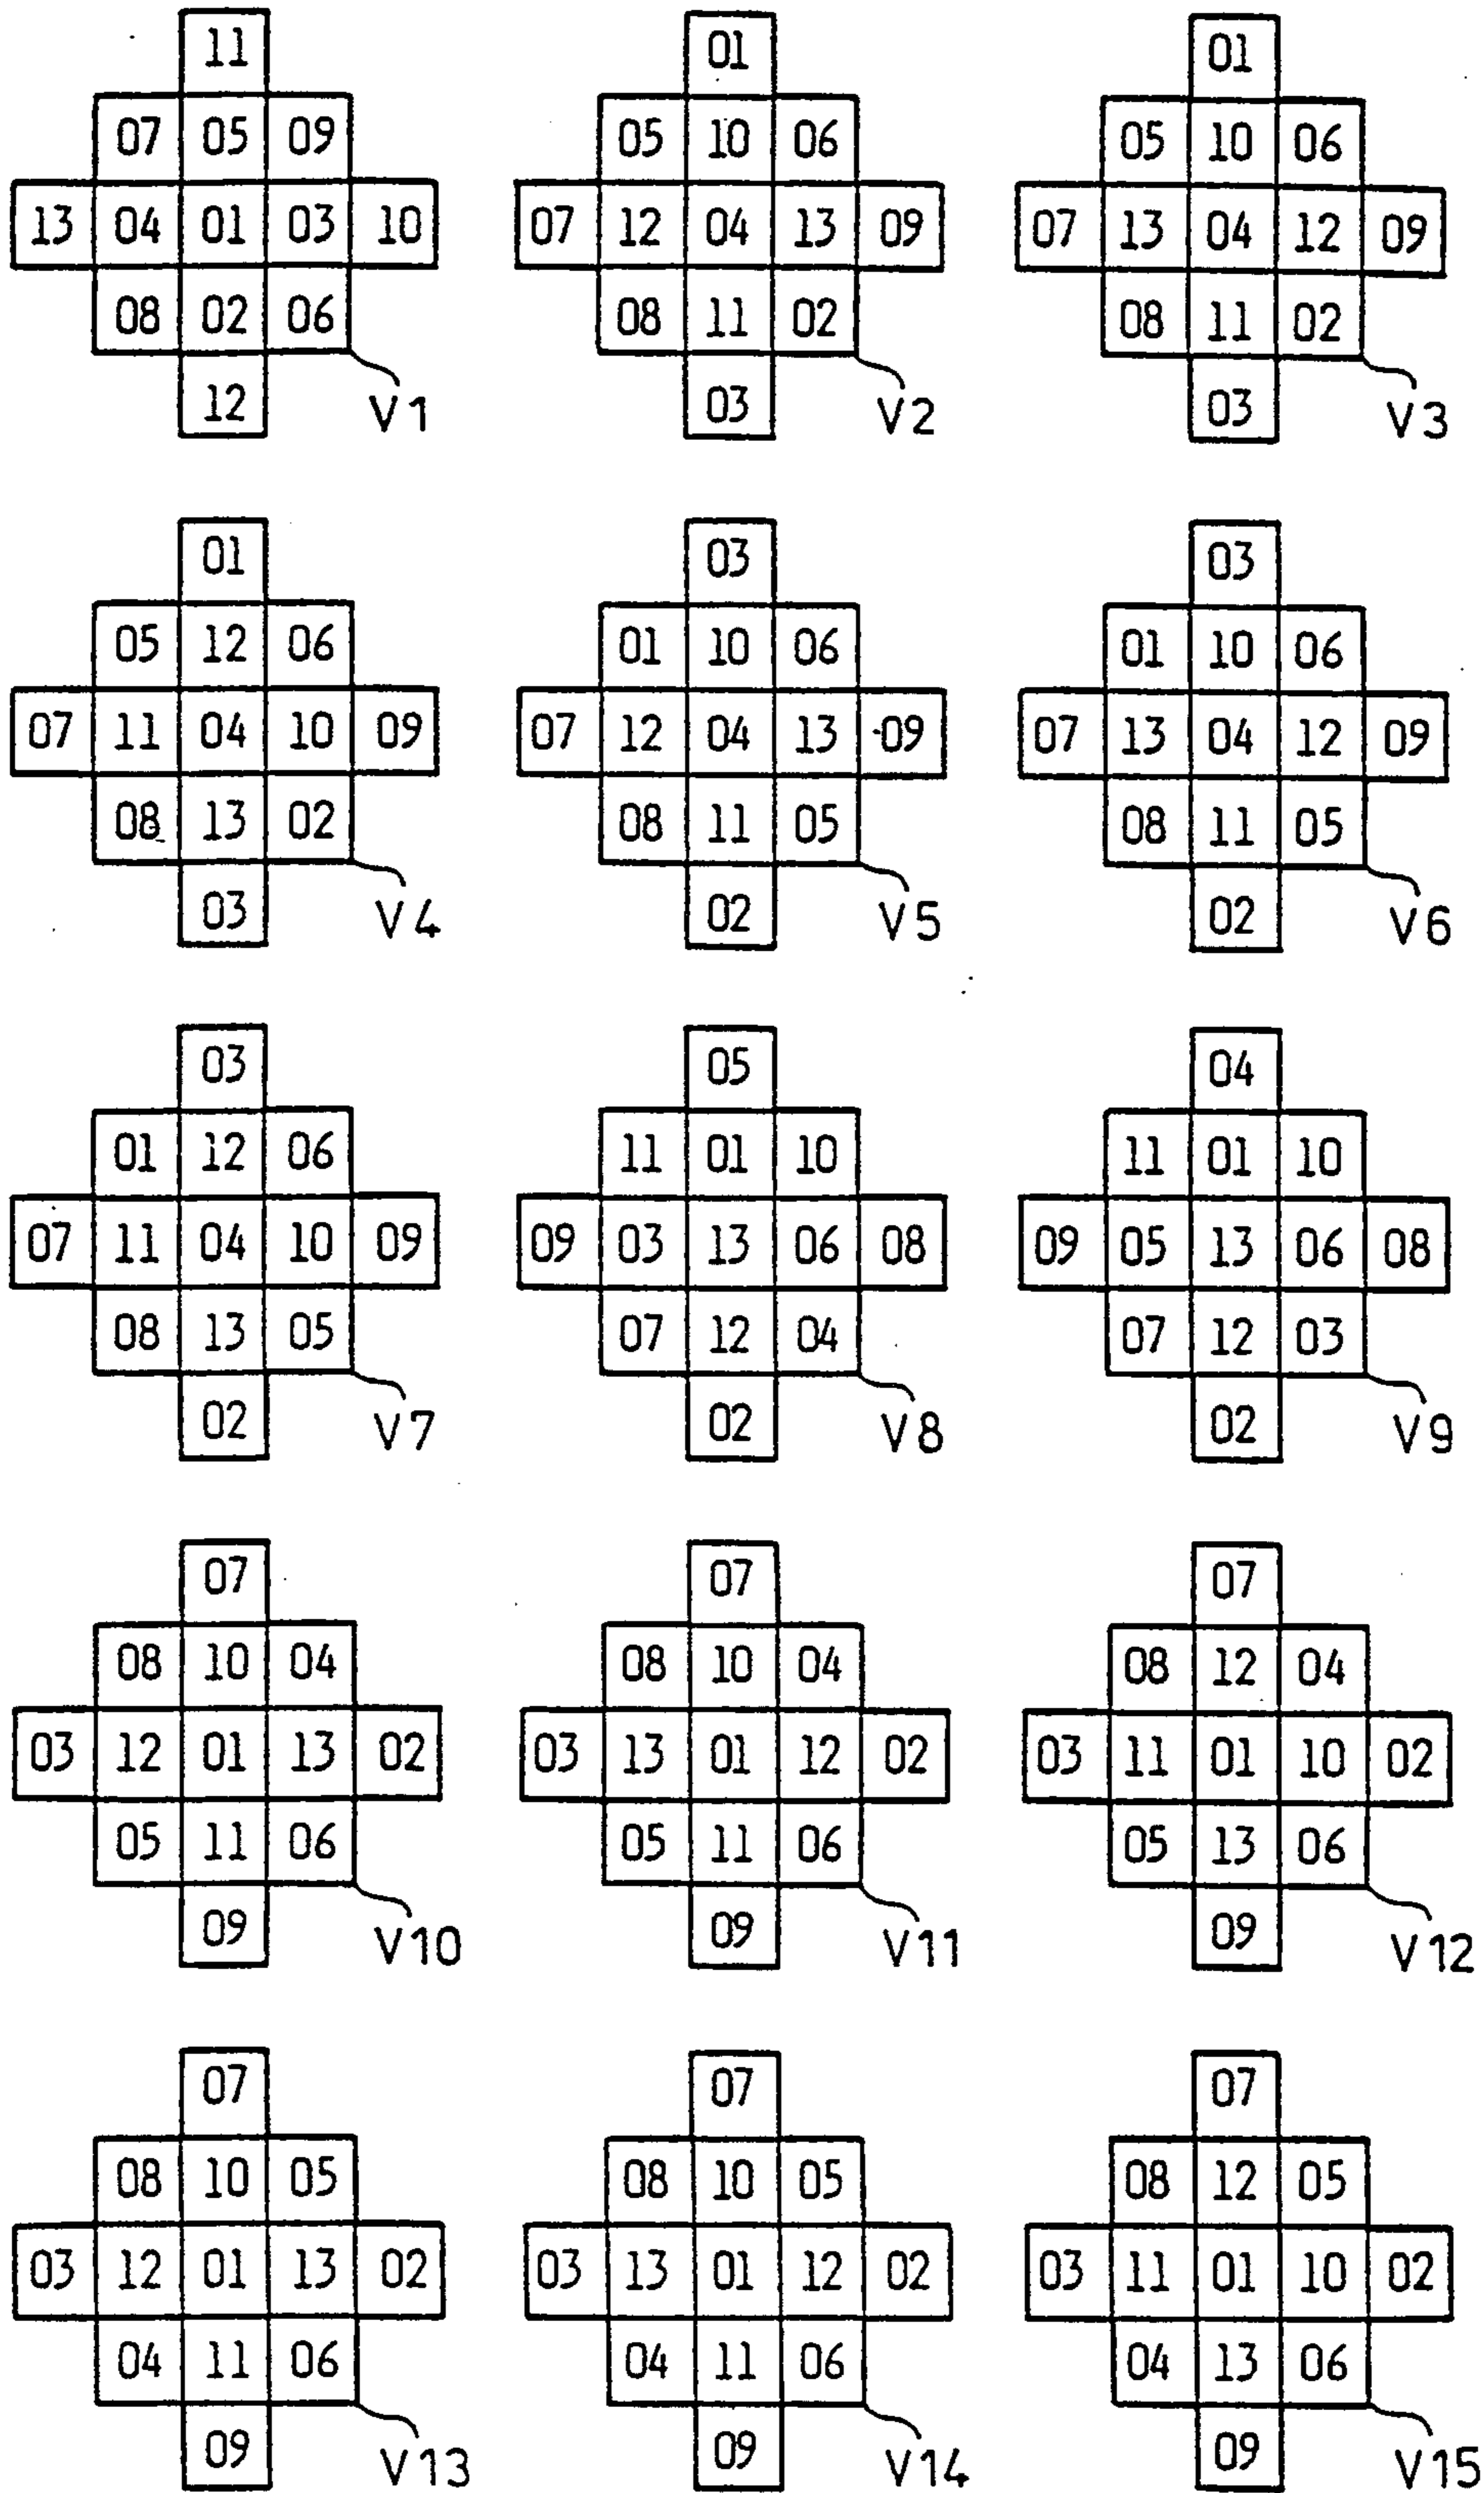 11
07 05 09
13 04 01 03 10
08 02 06
12
V1
01
05 10 06
07 12 04 13 09
08 11 02
03
V2
01
05 10 06
07 13 04 12 09
08 11 02
03
V3
01
05 12 06
07 11 04 10 09
08 13 02
03
V4
03
01 10 06
07 12 04 13 09
08 11 05
02
V5
03
01 10 06
07 13 04 12 09
08 11 05
02
V6
03
01 12 06
07 11 04 10 09
08 13 05
02
V7
05
11 01 10
09 03 13 06 08
07 12 04
02
V8
04
11 01 10
09 05 13 06 08
07 12 03
02
V9
07
08 10 04
03 12 01 13 02
05 11 06
09
V10
07
08 10 04
03 13 01 12 02
05 11 06
09
V11
07
08 12 04
03 11 01 10 02
05 13 06
09
V12
07
08 10 05
03 12 01 13 02
04 11 06
09
V13
07
08 10 05
03 13 01 12 02
04 11 06
09
V14
07
08 12 05
03 11 01 10 02
04 13 06
09
V15